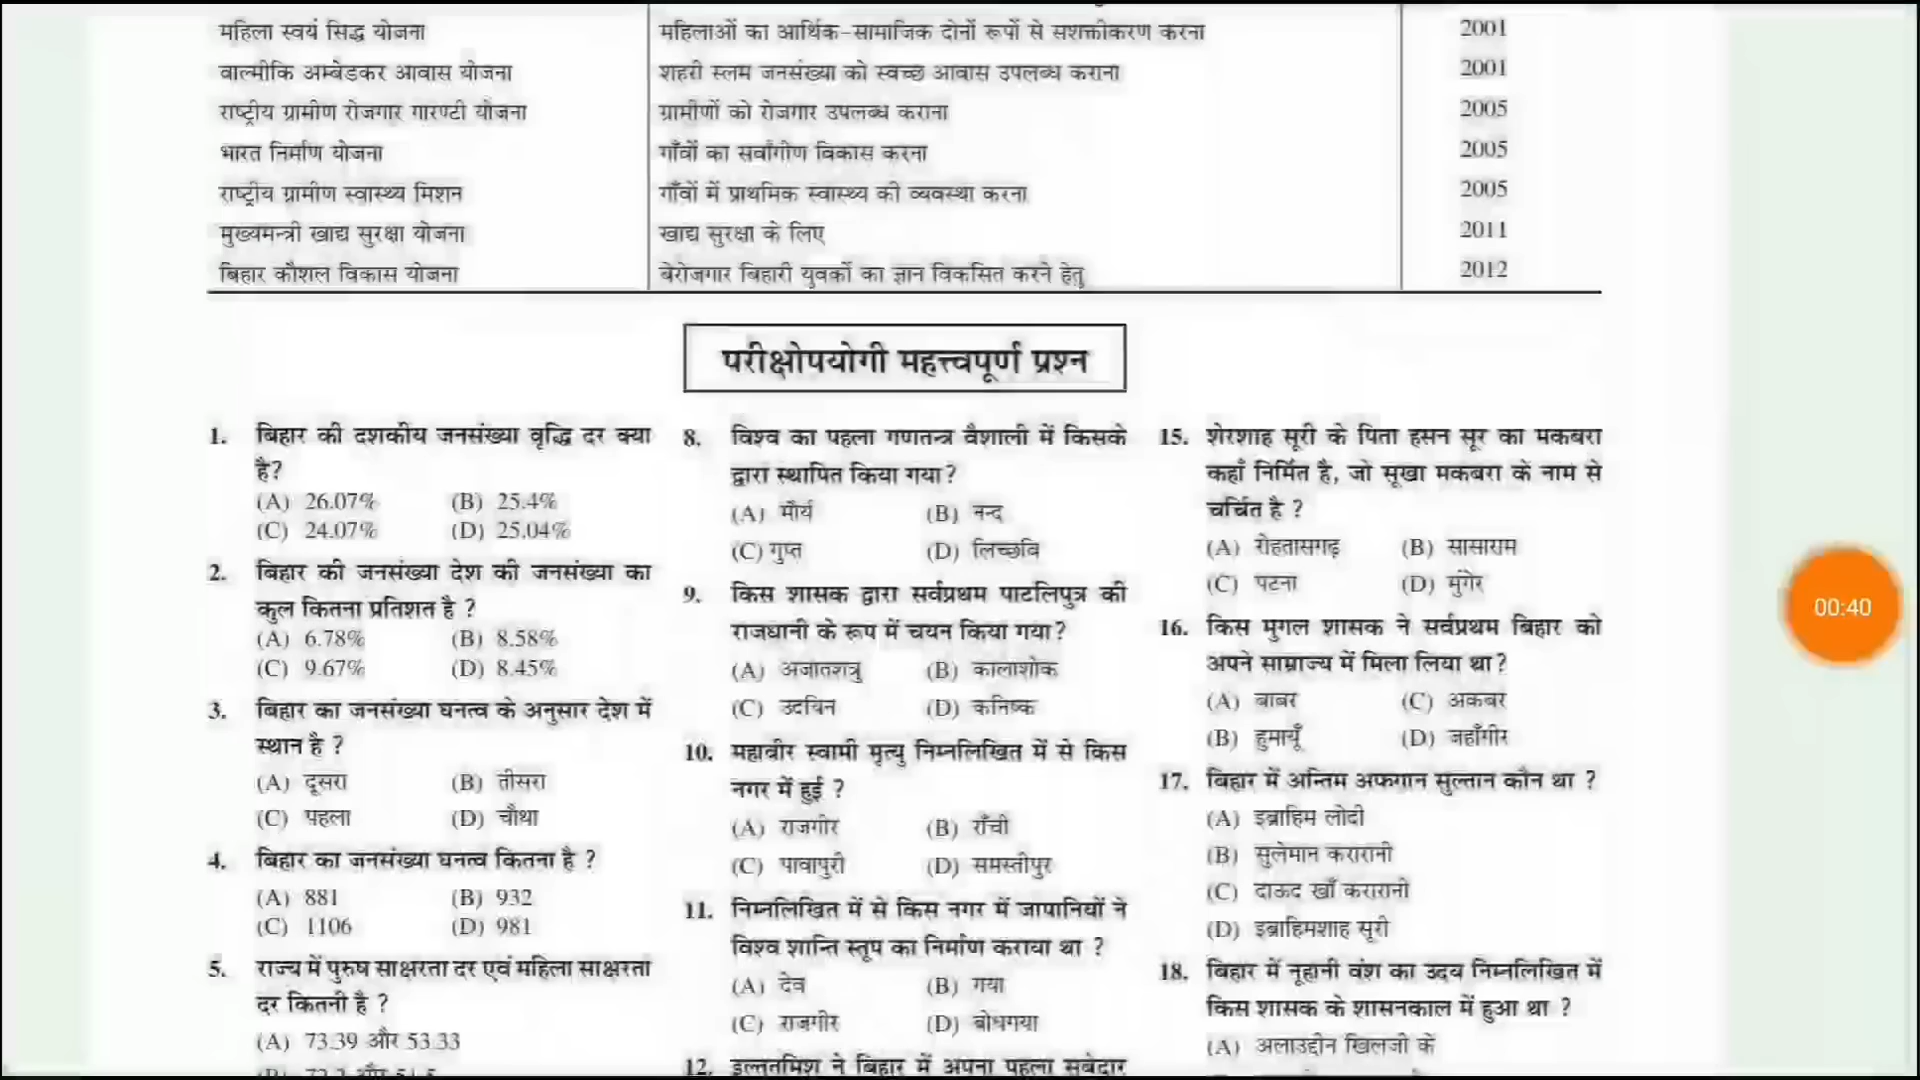 महिला स्वयं सिद्ध योजना महिलाओं का आर्थिक-सामाजिक दोनों रूपों से सशक्तीकरण करना 2001
वाल्मीकि अम्बेडकर आवास योजना शहरी स्लम जनसंख्या को स्वच्छ आवास उपलब्ध कराना 2001
राष्ट्रीय ग्रामीण रोजगार गारण्टी योजना ग्रामीणों को रोजगार उपलब्ध कराना 2005
भारत निर्माण योजना गाँवों का सर्वांगीण विकास करना 2005
राष्ट्रीय ग्रामीण स्वास्थ्य मिशन गाँवों में प्राथमिक स्वास्थ्य की व्यवस्था करना 2005
मुख्यमन्त्री खाद्य सुरक्षा योजना खाद्य सुरक्षा के लिए 2011
बिहार कौशल विकास योजना बेरोजगार बिहारी युवकों का ज्ञान विकसित करने हेतु 2012
परीक्षोपयोगी महत्त्वपूर्ण प्रश्न
1. बिहार की दशकीय जनसंख्या वृद्धि दर क्या
है?
(A) 26.07% (B) 25.4%
(C) 24.07% (D) 25.04%
2. बिहार की जनसंख्या देश की जनसंख्या का
कुल कितना प्रतिशत है ?
(A) 6.78% (B) 8.58%
(C) 9.67% (D) 8.45%
3. बिहार का जनसंख्या घनत्व के अनुसार देश में
स्थान है ?
(A) दूसरा (B) तीसरा
(C) पहला (D) चौथा
4. बिहार का जनसंख्या घनत्व कितना है ?
(A) 881 (B) 932
(C) 1106 (D) 981
5. राज्य में पुरुष साक्षरता दर एवं महिला साक्षरता
दर कितनी है ?
(A) 73.39 और 53.33
8. विश्व का पहला गणतन्त्र वैशाली में किसके
द्वारा स्थापित किया गया ?
(A) मौर्य (B) नन्द
(C) गुप्त (D) लिच्छवि
9. किस शासक द्वारा सर्वप्रथम पाटलिपुत्र की
राजधानी के रूप में चयन किया गया?
(A) अजातशत्रु (B) कालाशोक
(C) उदयिन (D) कनिष्क
10. महावीर स्वामी मृत्यु निम्नलिखित में से किस
नगर में हुई ?
(A) राजगीर (B) राँची
(C) पावापुरी (D) समस्तीपुर
11. निम्नलिखित में से किस नगर में जापानियों ने
विश्व शान्ति स्तूप का निर्माण कराया था ?
(A) देव (B) गया
(C) राजगीर (D) बोधगया
12. इल्तुतमिश ने बिहार में अपना पहला सूबेदार
15. शेरशाह सूरी के पिता हसन सूर का मकबरा
कहाँ निर्मित है, जो सूखा मकबरा के नाम से
चर्चित है ?
(A) रोहतासगढ़ (B) सासाराम
(C) पटना (D) मुंगेर
16. किस मुगल शासक ने सर्वप्रथम बिहार को
अपने साम्राज्य में मिला लिया था ?
(A) बाबर (C) अकबर
(B) हुमायूँ (D) जहाँगीर
17. बिहार में अन्तिम अफगान सुल्तान कौन था ?
(A) इब्राहिम लोदी
(B) सुलेमान करारानी
(C) दाऊद खाँ करारानी
(D) इब्राहिमशाह सूरी
18. बिहार में नूहानी वंश का उदय निम्नलिखित में
किस शासक के शासनकाल में हुआ था ?
(A) अलाउद्दीन खिलजी के
00:40